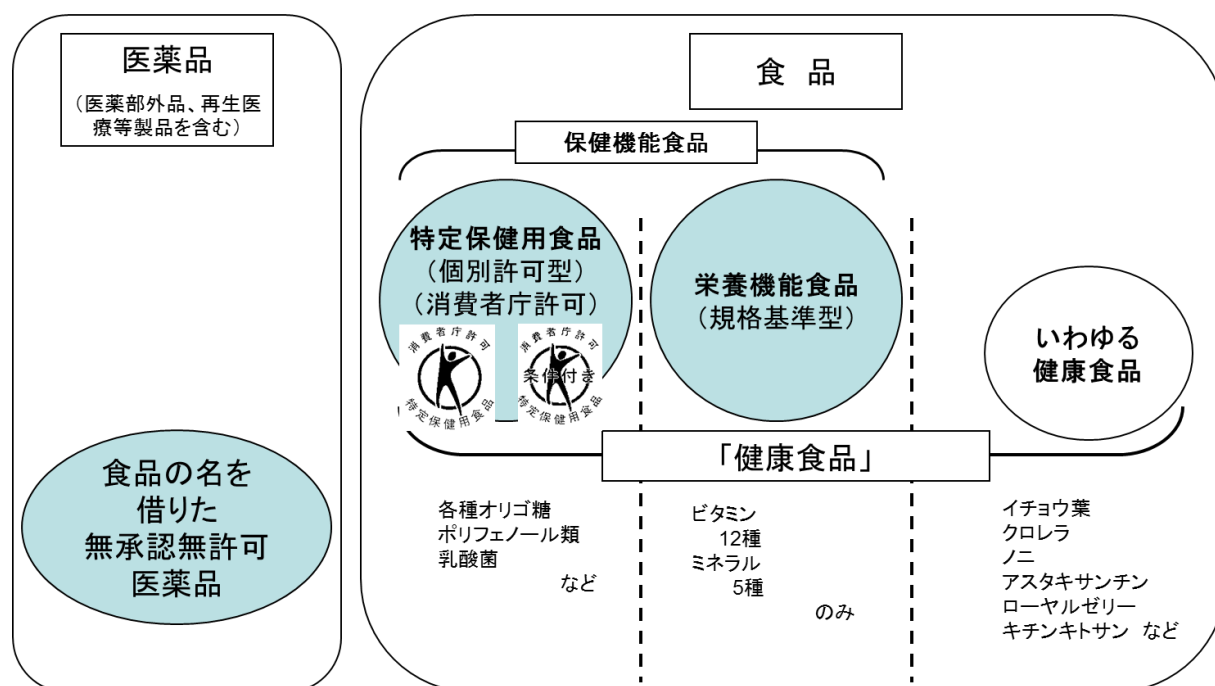 医薬品
（医薬部外品、再生医
療等製品を含む）
食品の名を
借りた
無承認無許可
医薬品
食　品
保健機能食品
特定保健用食品
（個別許可型）
（消費者庁許可）
消費者庁許可
特定保健用食品
消費者庁許可
条件付き
特定保健用食品
栄養機能食品
（規格基準型）
いわゆる
健康食品
「健康食品」
各種オリゴ糖
ポリフェノール類
乳酸菌
など
ビタミン
12種
ミネラル
5種
のみ
イチョウ葉
クロレラ
ノニ
アスタキサンチン
ローヤルゼリー
キチンキトサン　など